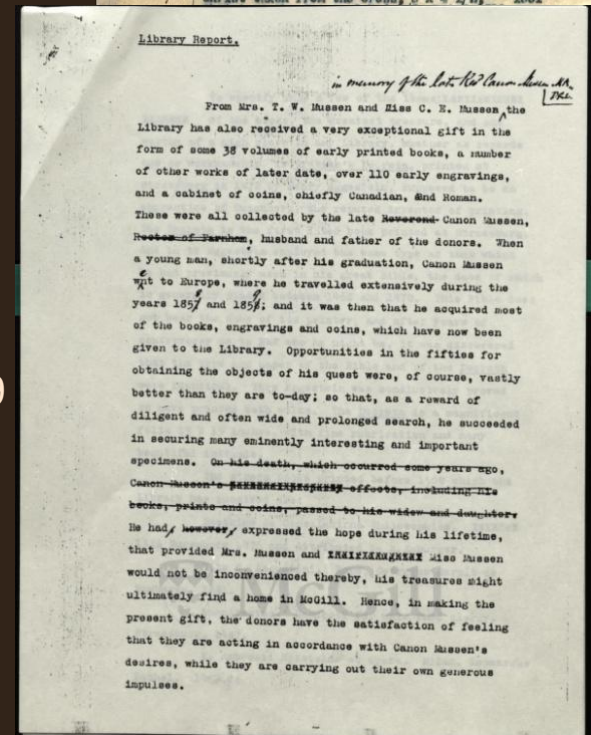 Library Report.
in memory of the late Rev Canon Mussen, MA,
DCL.
From Mrs. T. W. Mussen and Miss C. E. Mussen, the
Library has also received a very exceptional gift in the
form of some 38 volumes of early printed books, a number
of other works of later date, over 110 early engravings,
and a cabinet of coins, chiefly Canadian, and Roman.
These were all collected by the late Reverend Canon Mussen,
Rector of Farnham, husband and father of the donors. When
a young man, shortly after his graduation, Canon Mussen
went to Europe, where he travelled extensively during the
years 185 and 185; and it was then that he acquired most
of the books, engravings and coins, which have now been
given to the Library. Opportunities in the fifties for
obtaining the objects of his quest were, of course, vastly
better than they are to-day; so that, as a reward of
diligent and often wide and prolonged search, he succeeded
in securing many eminently interesting and important
specimens. On his death, which occurred some years ago,
Canon Mussen's effects, including his
books, prints and coins, passed to his widow and daughter.
He had, however, expressed the hope during his lifetime,
that provided Mrs. Mussen and Miss Mussen
would not be inconvenienced thereby, his treasures might
ultimately find a home in McGill. Hence, in making the
present gift, the donors have the satisfaction of feeling
that they are acting in accordance with Canon Mussen's
desires, while they are carrying out their own generous
impulses.
McGill